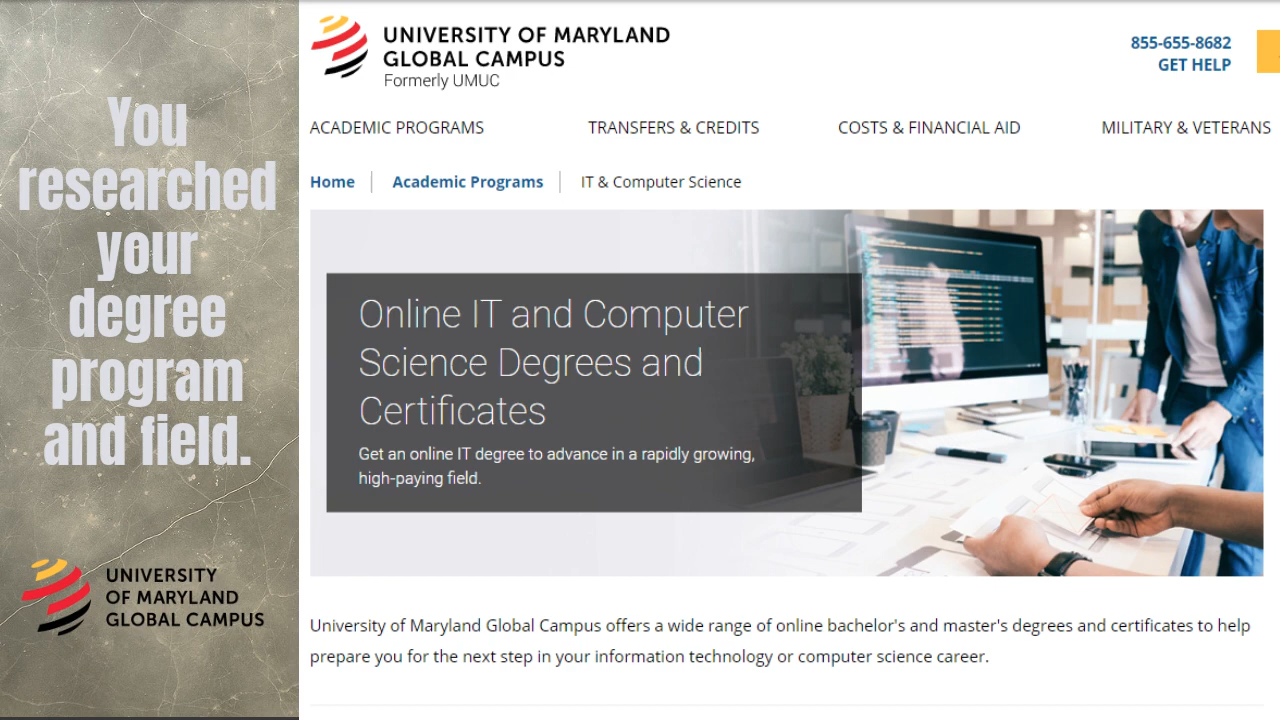 You
researched
your
degree
program
and field.
UNIVERSITY
OF MARYLAND
GLOBAL CAMPUS
UNIVERSITY OF MARYLAND
GLOBAL CAMPUS
Formerly UMUC
855-655-8682
GET HELP
ACADEMIC PROGRAMS TRANSFERS & CREDITS COSTS & FINANCIAL AID MILITARY & VETERANS
Home Academic Programs IT & Computer Science
Online IT and Computer
Science Degrees and
Certificates
Get an online IT degree to advance in a rapidly growing,
high-paying field.
University of Maryland Global Campus offers a wide range of online bachelor's and master's degrees and certificates to help
prepare you for the next step in your information technology or computer science career.